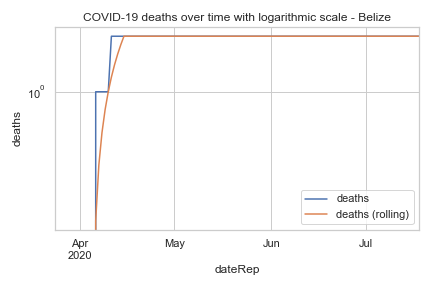 COVID-19 deaths over time with logarithmic scale - Belize
deaths
10⁰
deaths
deaths (rolling)
Apr
2020
May
Jun
Jul
dateRep